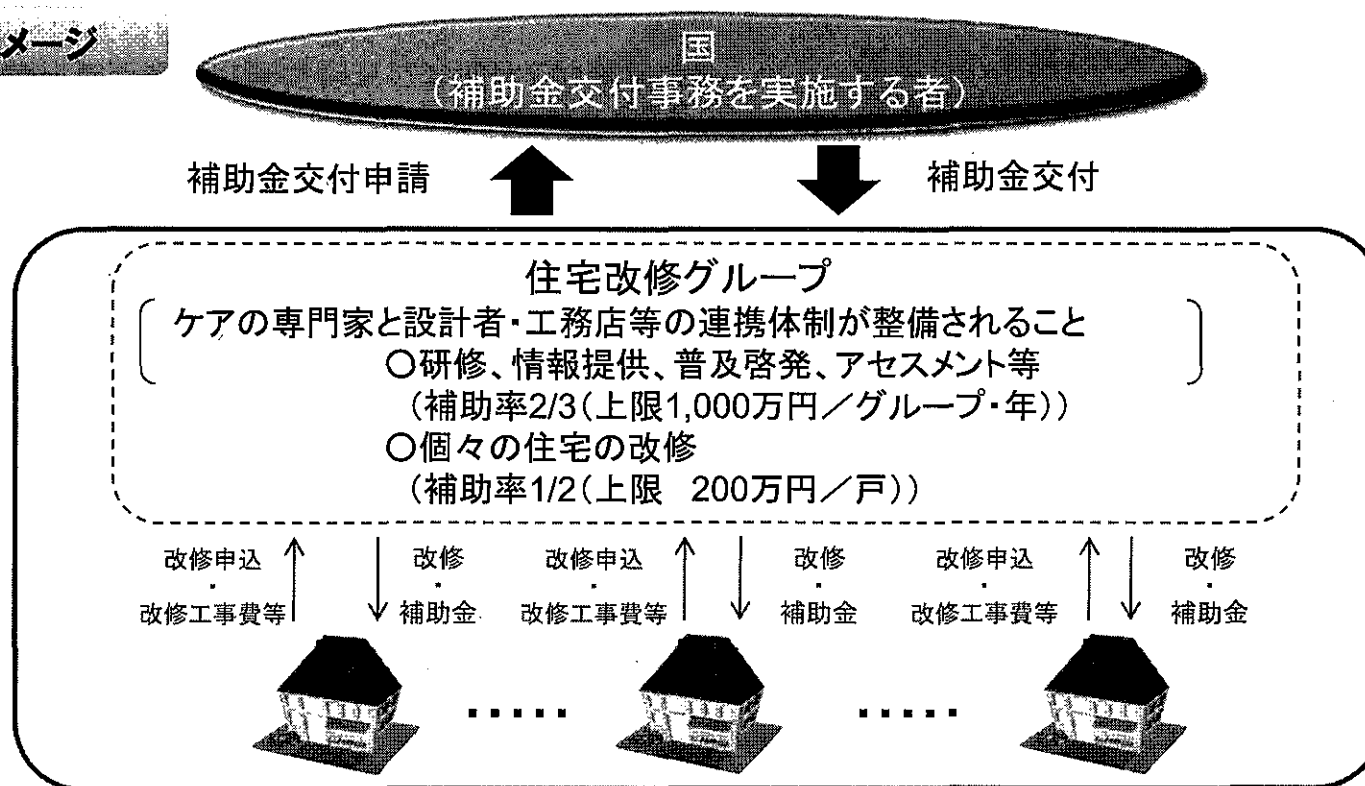 メージ
国
(補助金交付事務を実施する者)
補助金交付申請
補助金交付
住宅改修グループ
ケアの専門家と設計者・工務店等の連携体制が整備されること
○研修、情報提供、普及啓発、アセスメント等
(補助率2/3(上限1,000万円/グループ・年))
○個々の住宅の改修
(補助率1/2(上限 200万円/戸))
改修申込
・
改修工事費等
改修
・
補助金
改修申込
・
改修工事費等
改修
・
補助金
改修申込
・
改修工事費等
改修
・
補助金
・・・・・
・・・・・